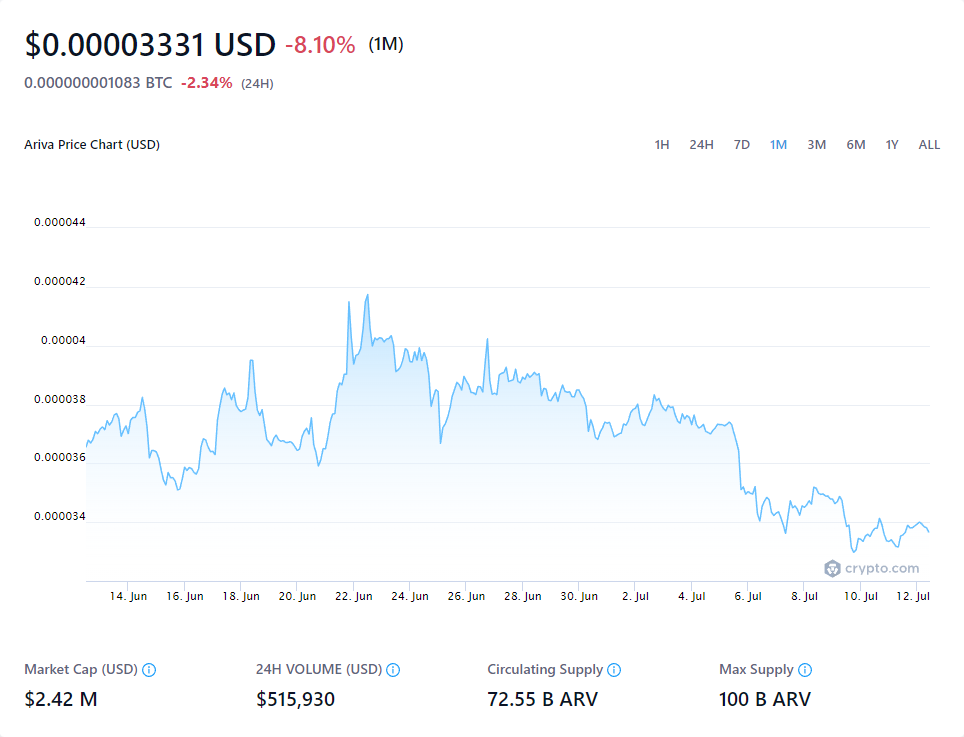 $0.00003331 USD -8.10% (1M)
0.000000001083 BTC -2.34% (24H)
Ariva Price Chart (USD) 1H 24H 7D 1M 3M 6M 1Y ALL
0.000044
0.000042
0.00004
0.000038
0.000036
0.000034
crypto.com
14. Jun 16. Jun 18. Jun 20. Jun 22. Jun 24. Jun 26. Jun 28. Jun 30. Jun 2. Jul 4. Jul 6. Jul 8. Jul 10. Jul 12. Jul
Market Cap (USD) 24H VOLUME (USD) Circulating Supply Max Supply
$2.42 M $515,930 72.55 B ARV 100 B ARV